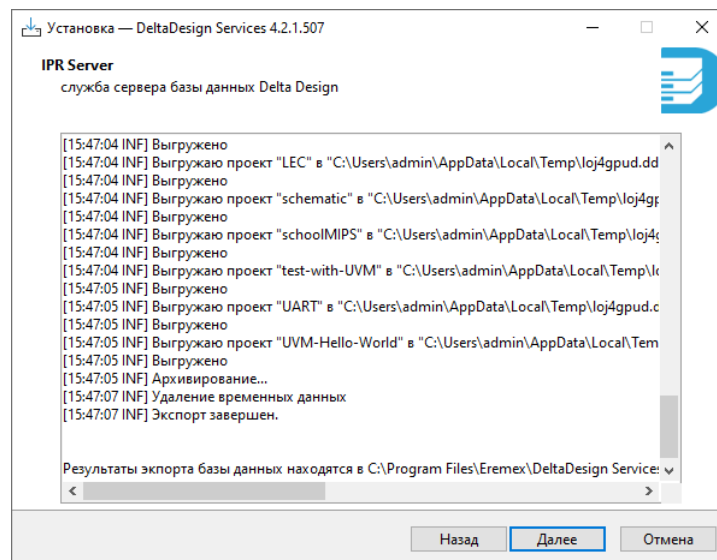 Установка — DeltaDesign Services 4.2.1.507
IPR Server
служба сервера базы данных Delta Design
[15:47:04 INF] Выгружено
[15:47:04 INF] Выгружаю проект "LEC" в "C:\Users\admin\AppData\Local\Temp\loj4gpud.dd
[15:47:04 INF] Выгружено
[15:47:04 INF] Выгружаю проект "schematic" в "C:\Users\admin\AppData\Local\Temp\loj4gp
[15:47:04 INF] Выгружено
[15:47:04 INF] Выгружаю проект "schoolMIPS" в "C:\Users\admin\AppData\Local\Temp\loj4g
[15:47:04 INF] Выгружено
[15:47:04 INF] Выгружаю проект "test-with-UVM" в "C:\Users\admin\AppData\Local\Temp\lo
[15:47:05 INF] Выгружено
[15:47:05 INF] Выгружаю проект "UART" в "C:\Users\admin\AppData\Local\Temp\loj4gpud.d
[15:47:05 INF] Выгружено
[15:47:05 INF] Выгружаю проект "UVM-Hello-World" в "C:\Users\admin\AppData\Local\Tem
[15:47:05 INF] Выгружено
[15:47:05 INF] Архивирование...
[15:47:07 INF] Удаление временных данных
[15:47:07 INF] Экспорт завершен.
Результаты экпорта базы данных находятся в C:\Program Files\Eremex\DeltaDesign Services
Назад Далее Отмена